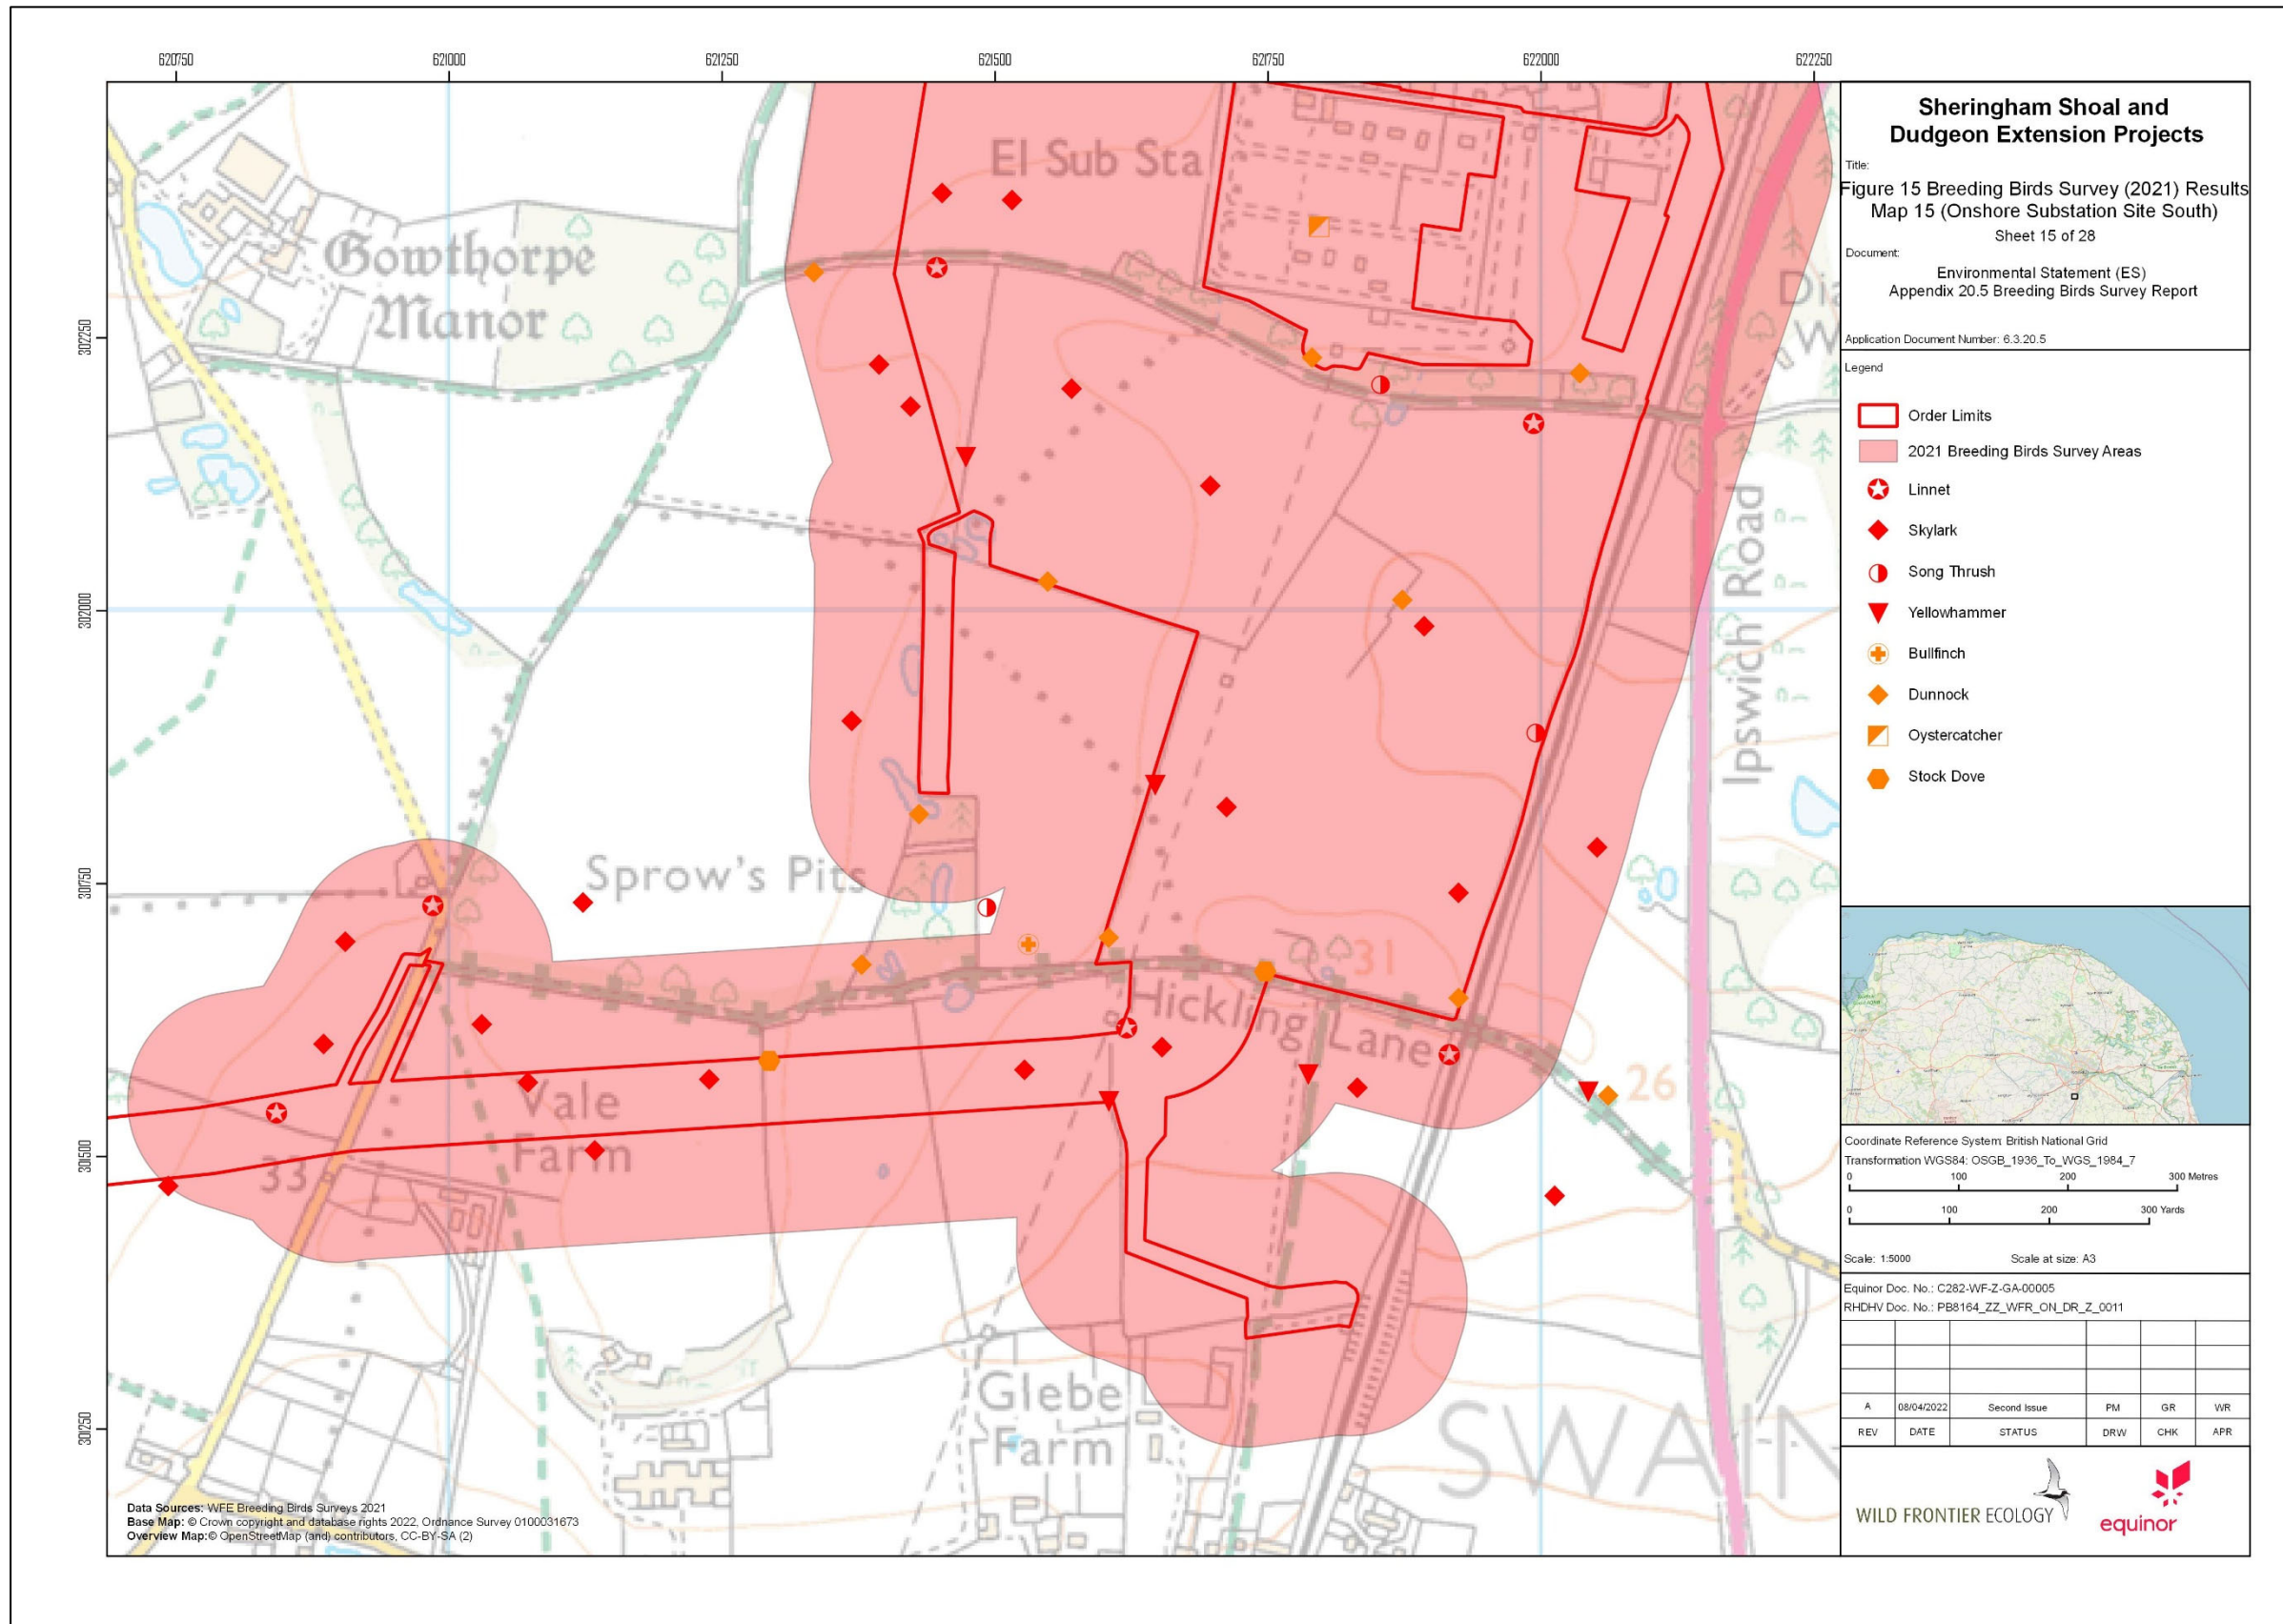 620750
621000
621250
621500
621750
622000
622250
302250
302000
301750
301500
301250
El Sub Sta
Gowthorpe
Manor
Dia
W
Ipswich Road
Sprow's Pits
31
Hickling Lane
26
Vale
Farm
33
Glebe
Farm
SWAIN
Data Sources: WFE Breeding Birds Surveys 2021
Base Map: © Crown copyright and database rights 2022, Ordnance Survey 0100031673
Overview Map:© OpenStreetMap (and) contributors, CC-BY-SA (2)
Sheringham Shoal and
Dudgeon Extension Projects
Title:
Figure 15 Breeding Birds Survey (2021) Results
Map 15 (Onshore Substation Site South)
Sheet 15 of 28
Document:
Environmental Statement (ES)
Appendix 20.5 Breeding Birds Survey Report
Application Document Number: 6.3.20.5
Legend
Order Limits
2021 Breeding Birds Survey Areas
Linnet
Skylark
Song Thrush
Yellowhammer
Bullfinch
Dunnock
Oystercatcher
Stock Dove
Coordinate Reference System: British National Grid
Transformation WGS84: OSGB_1936_To_WGS_1984_7
0 100 200 300 Metres
0 100 200 300 Yards
Scale: 1:5000 Scale at size: A3
Equinor Doc. No.: C282-WF-Z-GA-00005
RHDHV Doc. No.: PB8164_ZZ_WFR_ON_DR_Z_0011
A 08/04/2022 Second Issue PM GR WR
REV DATE STATUS DRW CHK APR
WILD FRONTIER ECOLOGY
equinor